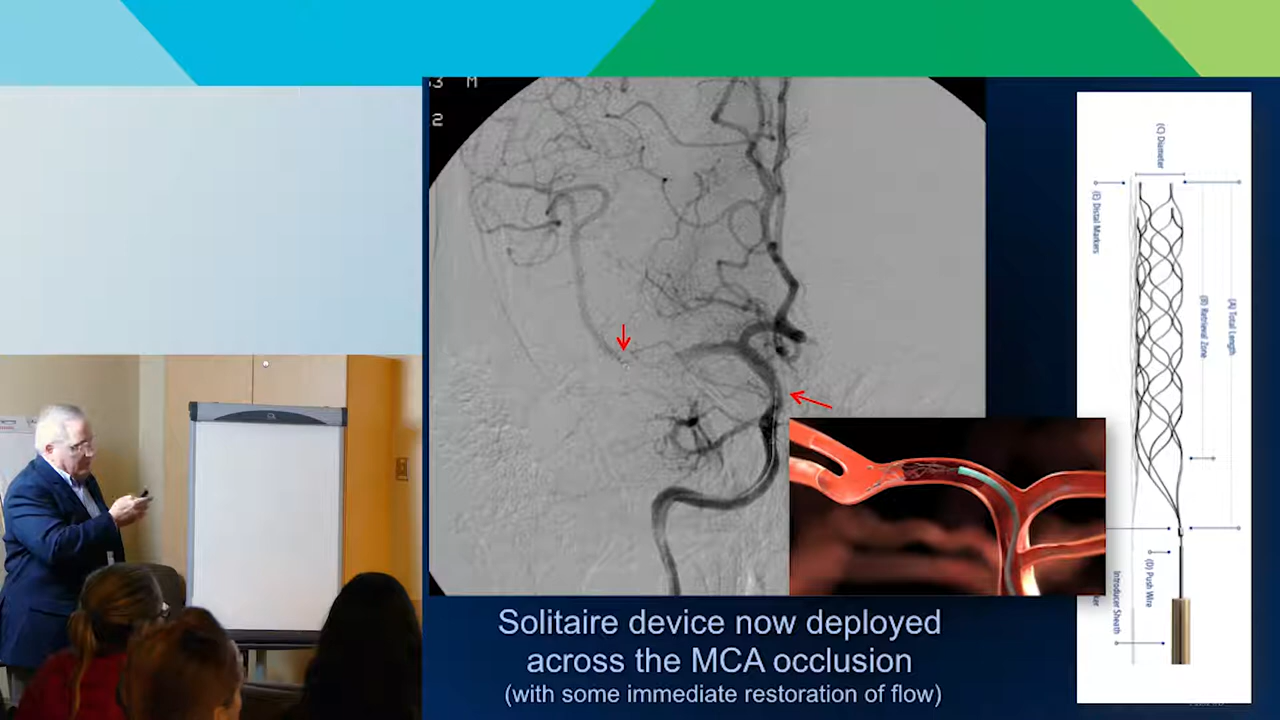 M
2
Solitaire device now deployed
across the MCA occlusion
(with some immediate restoration of flow)
(C) Diameter
(E) Distal Markers
(A) Total Length
(B) Retrieval Zone
(D) Push Wire
Introducer Sheath